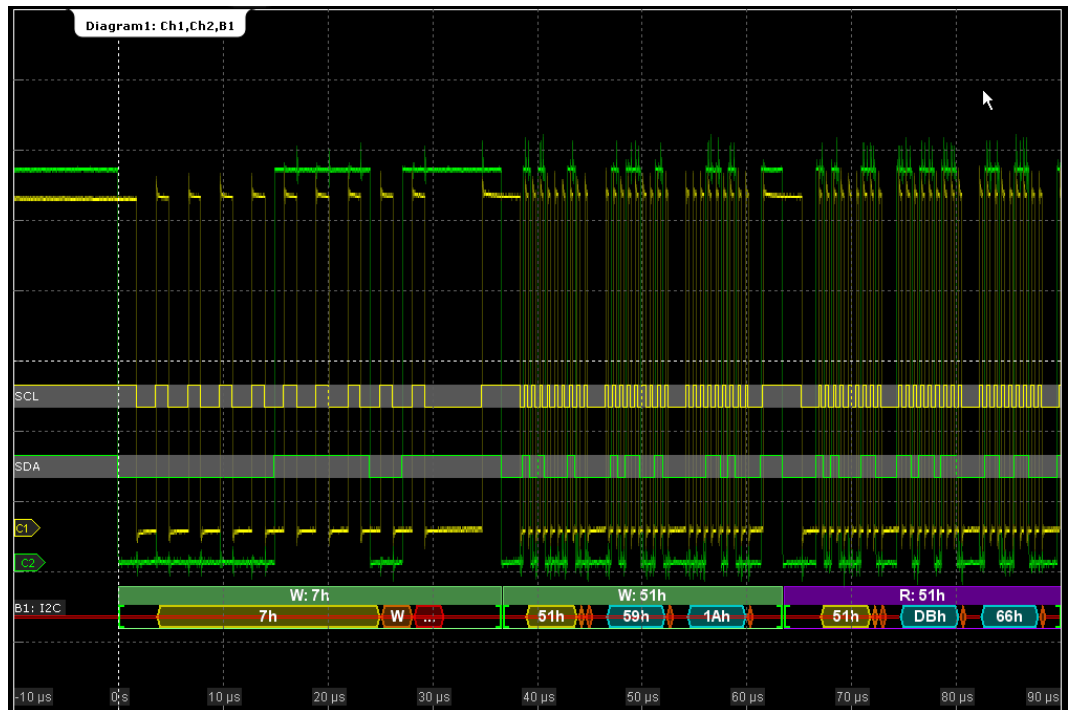 Diagram1: Ch1,Ch2,B1
SCL
SDA
C1
C2
W: 7h W: 51h R: 51h
B1: I2C
7h W ... 51h 59h 1Ah 51h DBh 66h
-10 µs 0 s 10 µs 20 µs 30 µs 40 µs 50 µs 60 µs 70 µs 80 µs 90 µs